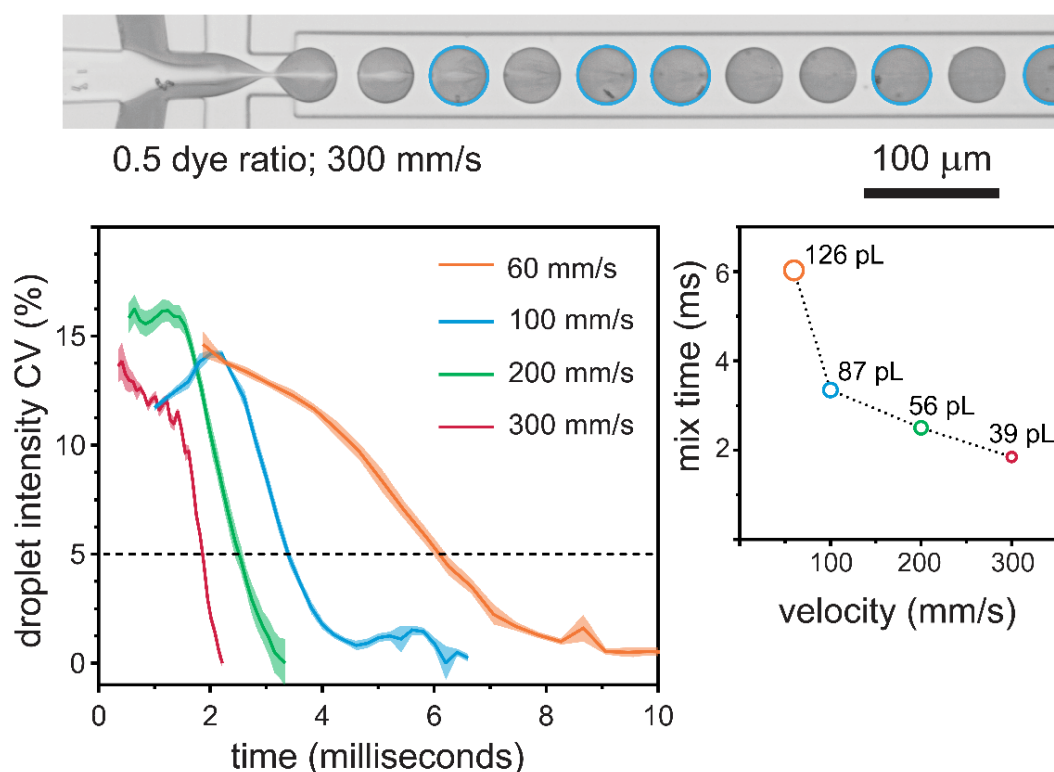 0.5 dye ratio; 300 mm/s
100 μm
droplet intensity CV (%)
15
10
5
0
60 mm/s
100 mm/s
200 mm/s
300 mm/s
0 2 4 6 8 10
time (milliseconds)
mix time (ms)
6
4
2
126 pL
87 pL
56 pL
39 pL
100 200 300
velocity (mm/s)